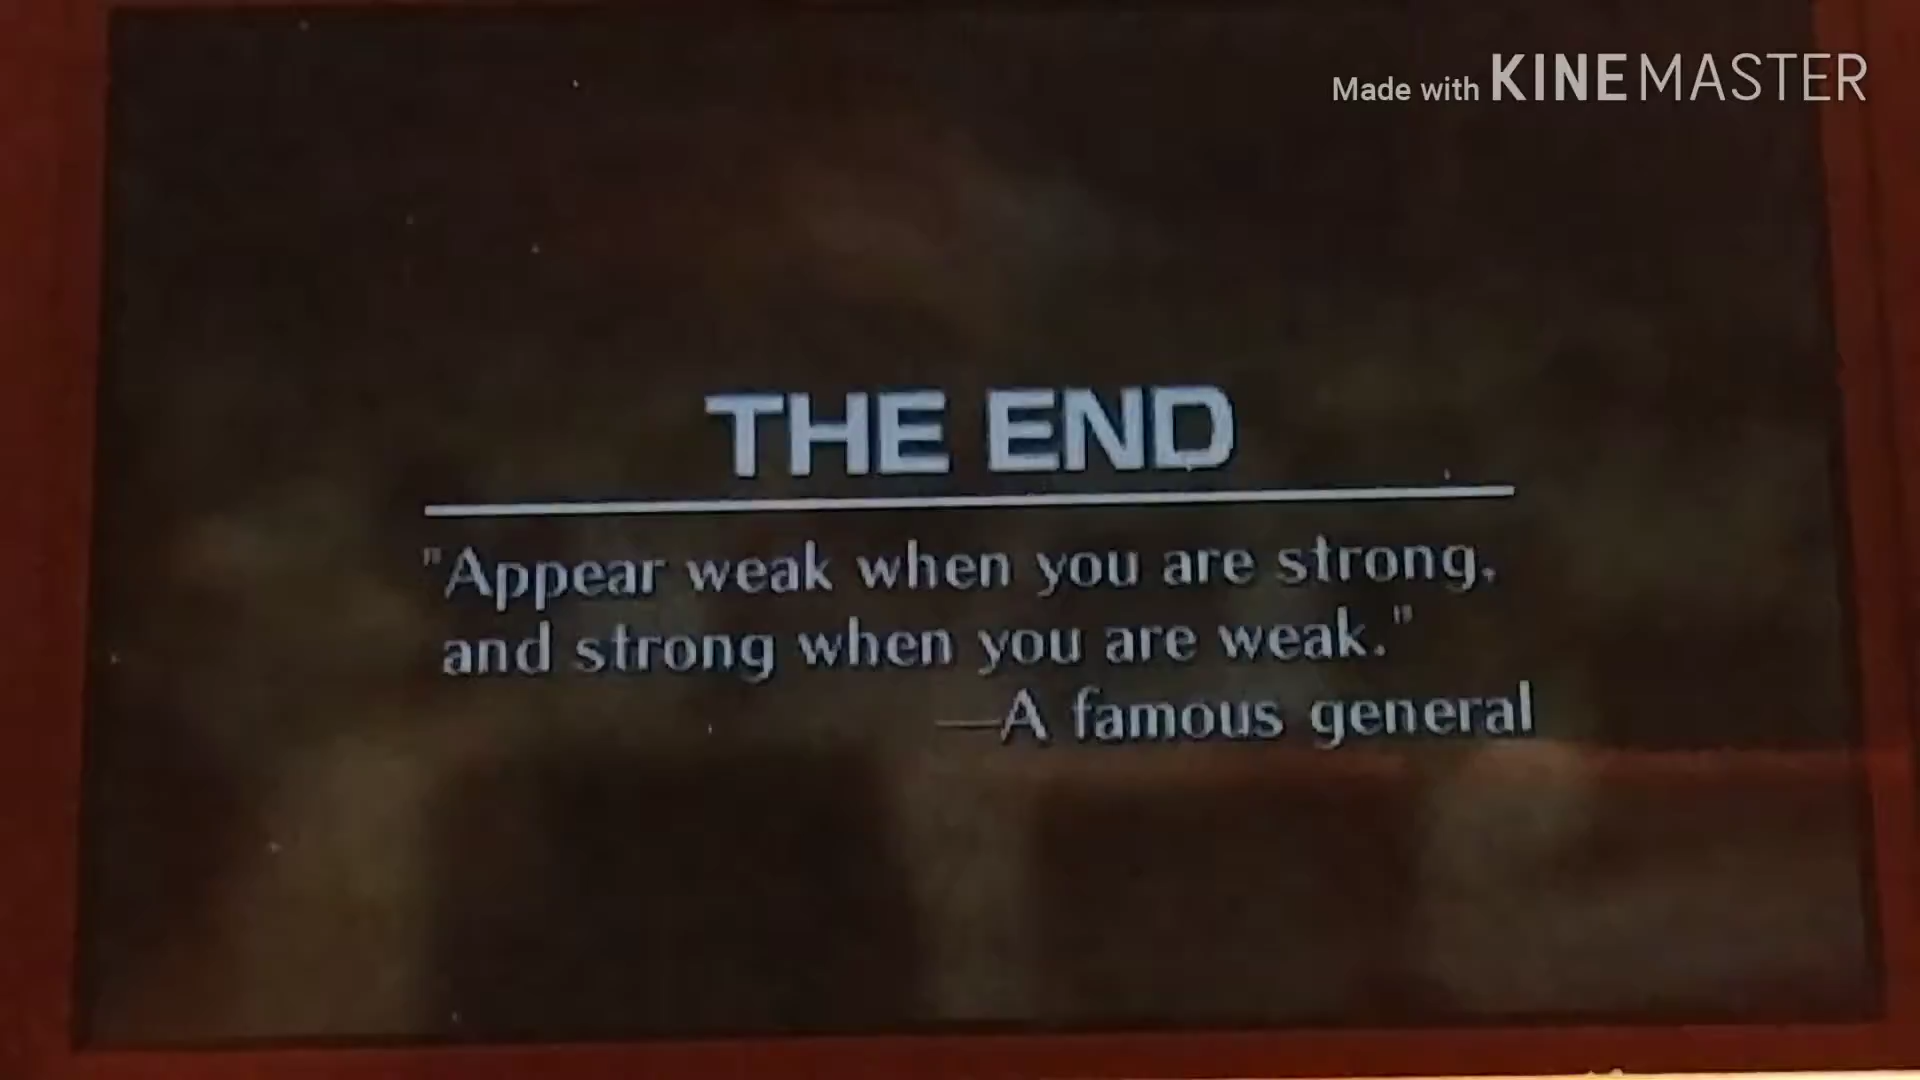 Made with KINEMASTER
THE END
"Appear weak when you are strong,
and strong when you are weak."
—A famous general